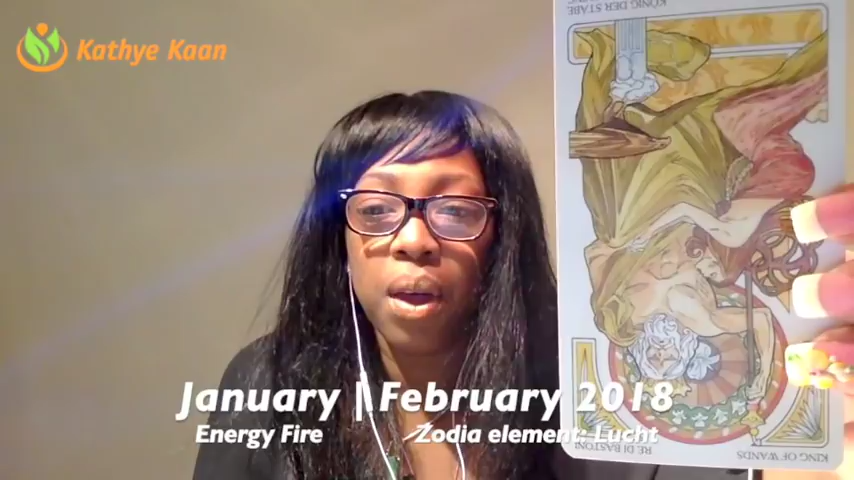 KÖNIG DER STÄBE
Kathye Kaan
January | February 2018
Energy Fire
Zodia element: Lucht
RE DI BASTONI
KING OF WANDS